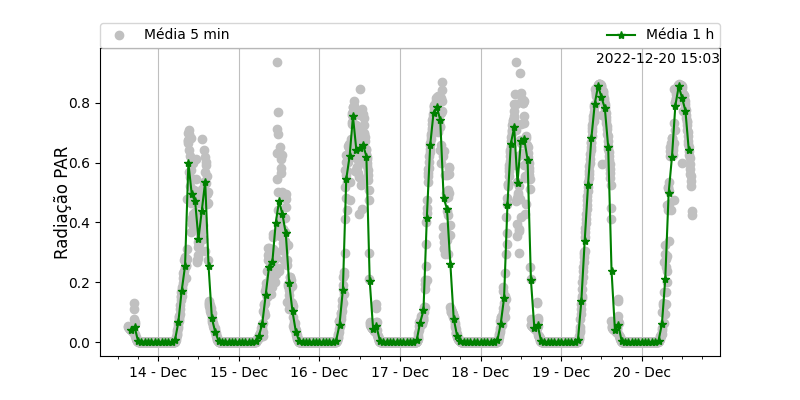 Média 5 min
Média 1 h
2022-12-20 15:03
Radiação PAR
0.8
0.6
0.4
0.2
0.0
14 - Dec
15 - Dec
16 - Dec
17 - Dec
18 - Dec
19 - Dec
20 - Dec